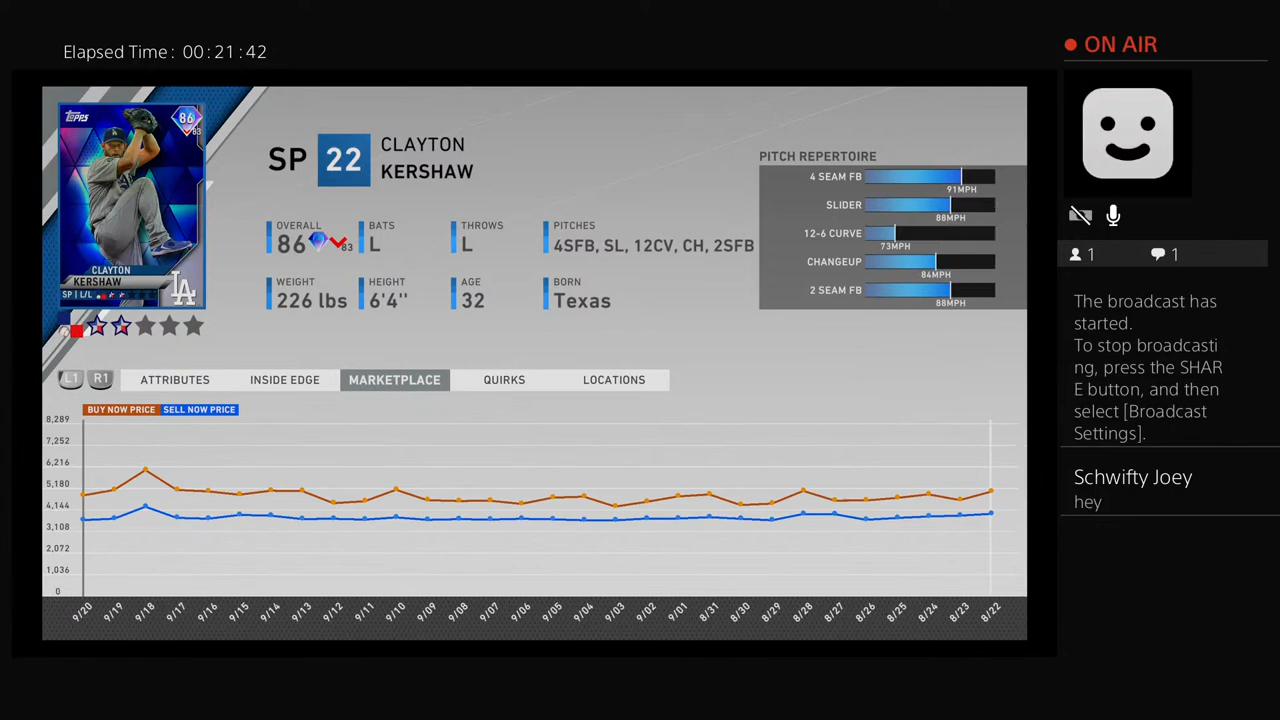 Elapsed Time: 00:21:42
ON AIR
Topps
86
83
CLAYTON
KERSHAW
SP | L/L
LA
SP 22 CLAYTON
KERSHAW
OVERALL
86 83
BATS
L
THROWS
L
PITCHES
4SFB, SL, 12CV, CH, 2SFB
WEIGHT
226 lbs
HEIGHT
6'4"
AGE
32
BORN
Texas
PITCH REPERTOIRE
4 SEAM FB
91MPH
SLIDER
88MPH
12-6 CURVE
73MPH
CHANGEUP
84MPH
2 SEAM FB
88MPH
L1 R1 ATTRIBUTES INSIDE EDGE MARKETPLACE QUIRKS LOCATIONS
BUY NOW PRICE SELL NOW PRICE
8,289
7,252
6,216
5,180
4,144
3,108
2,072
1,036
0
9/20 9/19 9/18 9/17 9/16 9/15 9/14 9/13 9/12 9/11 9/10 9/09 9/08 9/07 9/06 9/05 9/04 9/03 9/02 9/01 8/31 8/30 8/29 8/28 8/27 8/26 8/25 8/24 8/23 8/22
1 1
The broadcast has
started.
To stop broadcasti
ng, press the SHAR
E button, and then
select [Broadcast
Settings].
Schwifty Joey
hey